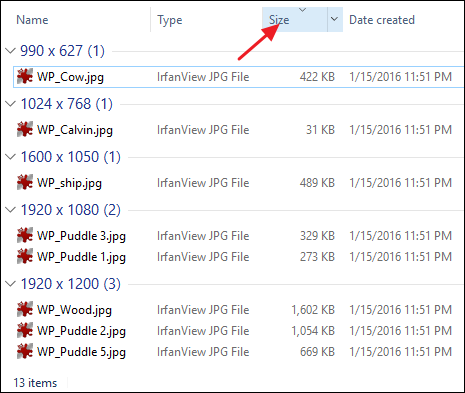 Name Type Size Date created
990 x 627 (1)
WP_Cow.jpg IrfanView JPG File 422 KB 1/15/2016 11:51 PM
1024 x 768 (1)
WP_Calvin.jpg IrfanView JPG File 31 KB 1/15/2016 11:51 PM
1600 x 1050 (1)
WP_ship.jpg IrfanView JPG File 489 KB 1/15/2016 11:51 PM
1920 x 1080 (2)
WP_Puddle 3.jpg IrfanView JPG File 329 KB 1/15/2016 11:51 PM
WP_Puddle 1.jpg IrfanView JPG File 273 KB 1/15/2016 11:51 PM
1920 x 1200 (3)
WP_Wood.jpg IrfanView JPG File 1,602 KB 1/15/2016 11:51 PM
WP_Puddle 2.jpg IrfanView JPG File 1,054 KB 1/15/2016 11:51 PM
WP_Puddle 5.jpg IrfanView JPG File 669 KB 1/15/2016 11:51 PM
13 items